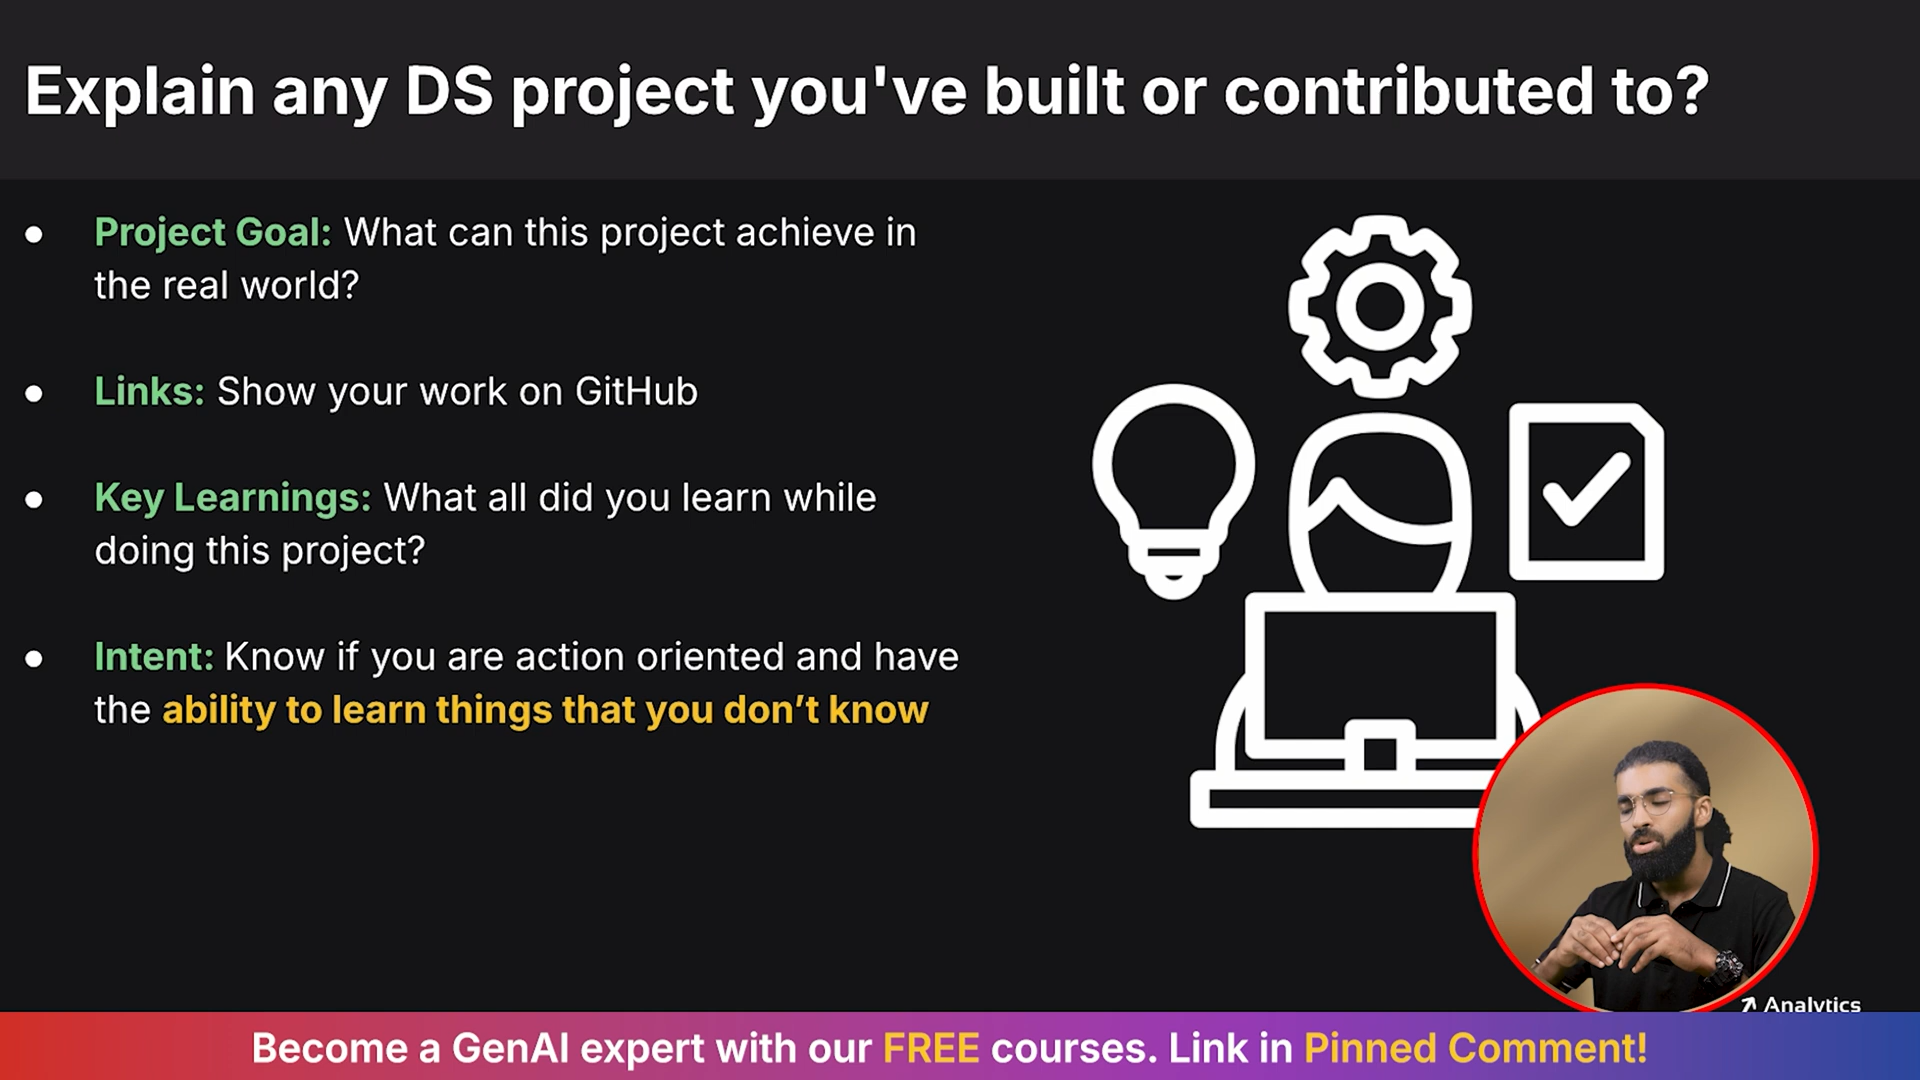 Explain any DS project you've built or contributed to?
● Project Goal: What can this project achieve in
the real world?
● Links: Show your work on GitHub
● Key Learnings: What all did you learn while
doing this project?
● Intent: Know if you are action oriented and have
the ability to learn things that you don’t know
Analytics
Become a GenAI expert with our FREE courses. Link in Pinned Comment!